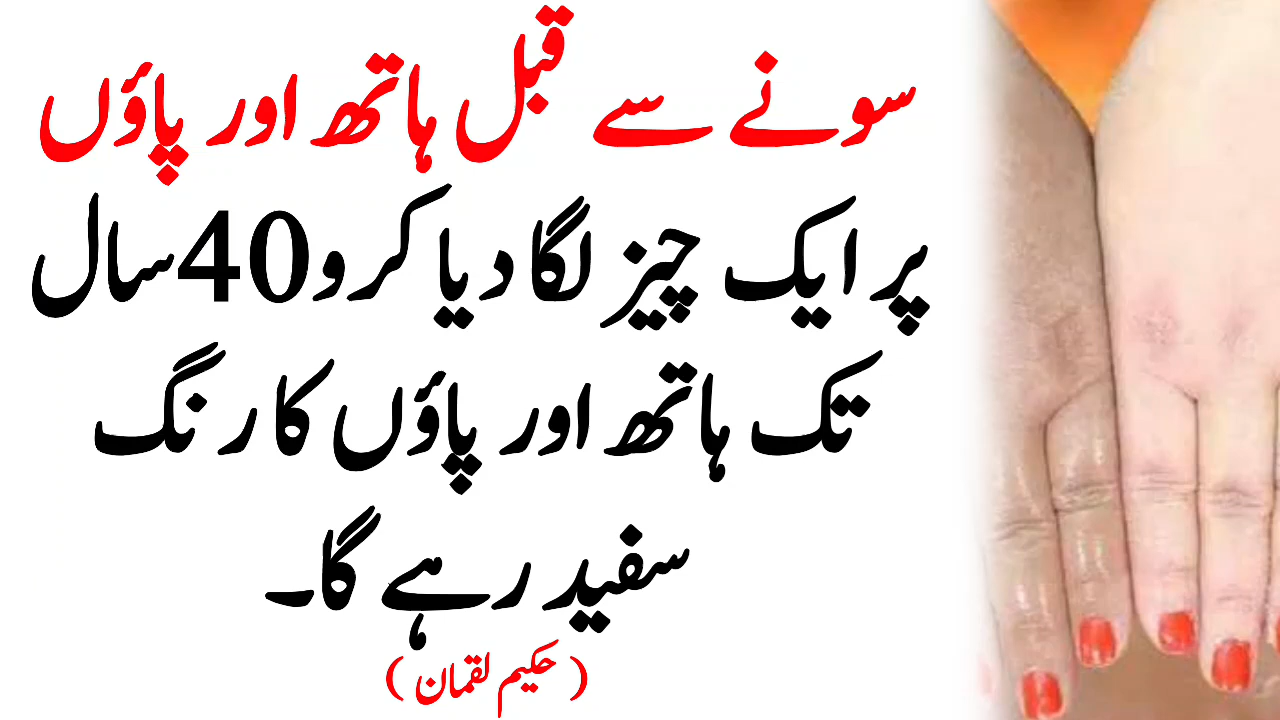 سونے سے قبل ہاتھ اور پاؤں
پر ایک چیز لگا دیا کرو 40 سال
تک ہاتھ اور پاؤں کا رنگ
سفید رہے گا۔
( حکیم لقمان )